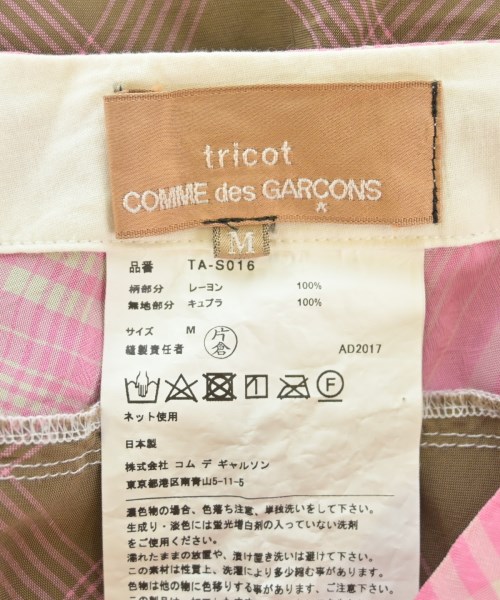 tricot
COMME des GARÇONS
M
品番 TA-S016
柄部分 レーヨン 100%
無地部分 キュプラ 100%
サイズ M
縫製責任者 片倉 AD2017
ネット使用
日本製
株式会社 コム デ ギャルソン
東京都港区南青山5-11-5
濃色物の場合、色落ち注意、単独洗いをして下さい。
生成り・淡色には蛍光増白剤の入っていない洗剤
をご使用ください。
濡れたままの放置や、漬け置き洗いは避けて下さい。
この素材は性質上、洗濯により多少縮む事があります。
色物は他の物に色移りする事がありますので